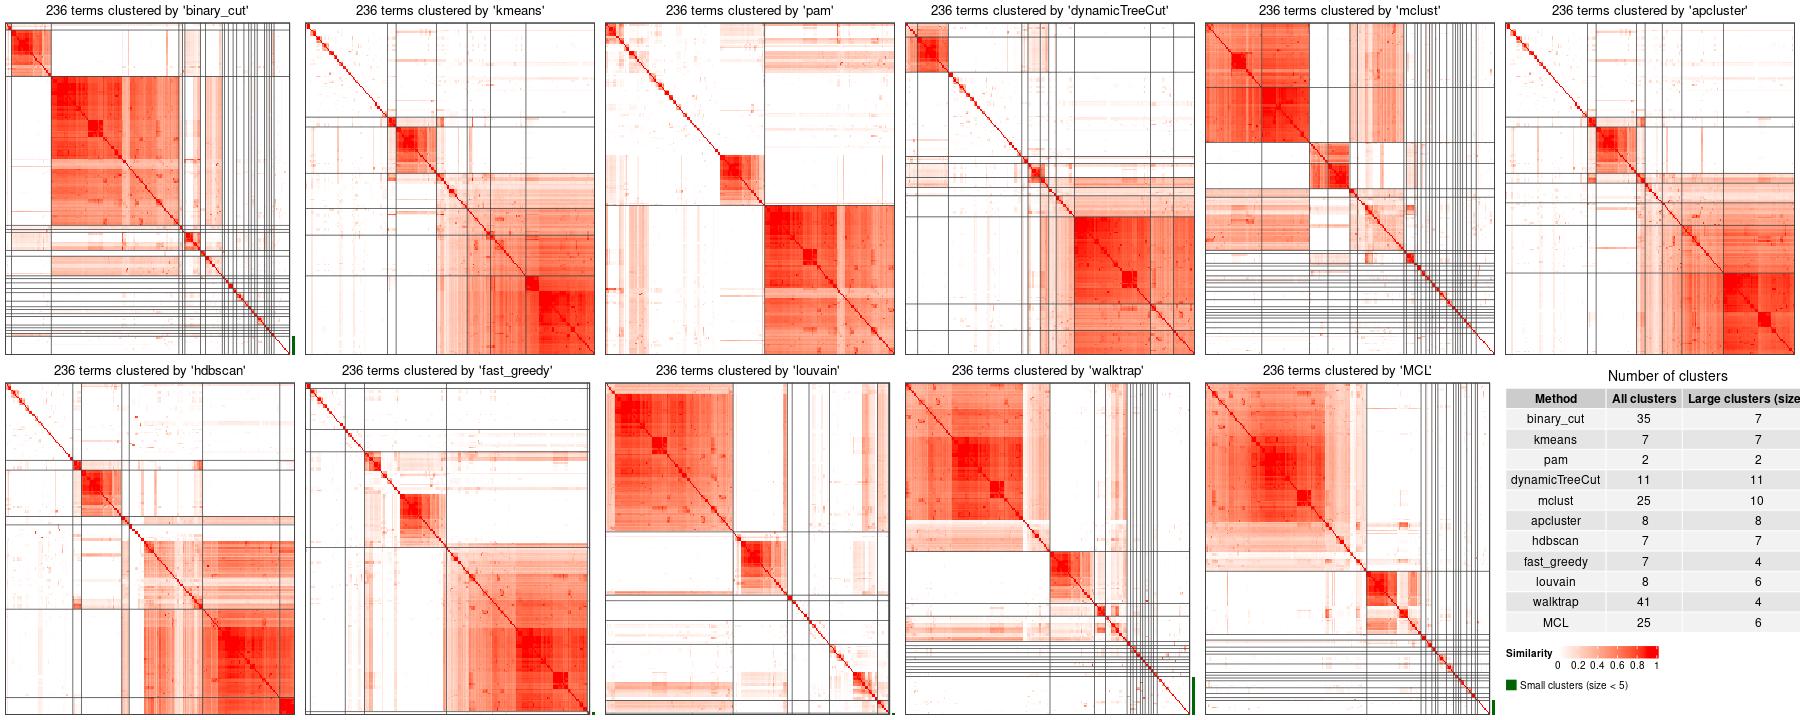 236 terms clustered by 'binary_cut'
236 terms clustered by 'kmeans'
236 terms clustered by 'pam'
236 terms clustered by 'dynamicTreeCut'
236 terms clustered by 'mclust'
236 terms clustered by 'apcluster'
236 terms clustered by 'hdbscan'
236 terms clustered by 'fast_greedy'
236 terms clustered by 'louvain'
236 terms clustered by 'walktrap'
236 terms clustered by 'MCL'
Number of clusters
Method All clusters Large clusters (size
binary_cut 35 7
kmeans 7 7
pam 2 2
dynamicTreeCut 11 11
mclust 25 10
apcluster 8 8
hdbscan 7 7
fast_greedy 7 4
louvain 8 6
walktrap 41 4
MCL 25 6
Similarity
0 0.2 0.4 0.6 0.8 1
Small clusters (size < 5)